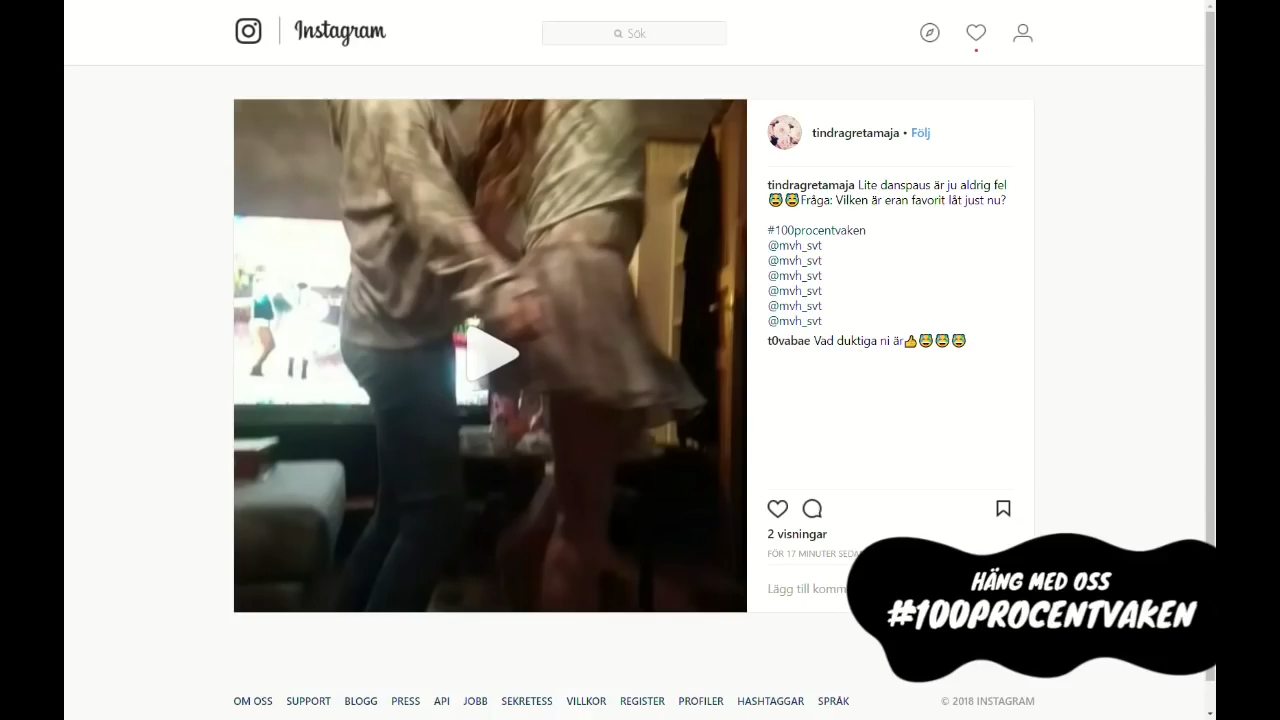 Instagram
Sök
tindragretamaja • Följ
tindragretamaja Lite danspaus är ju aldrig fel
😅😅Fråga: Vilken är eran favorit låt just nu?
#100procentvaken
@mvh_svt
@mvh_svt
@mvh_svt
@mvh_svt
@mvh_svt
@mvh_svt
t0vabae Vad duktiga ni är👍😅😅😅
2 visningar
FÖR 17 MINUTER
Lägg till
HÄNG MED OSS
#100PROCENTVAKEN
OM OSS SUPPORT BLOGG PRESS API JOBB SEKRETESS VILLKOR REGISTER PROFILER HASHTAGGAR SPRÅK © 2018 INSTAGRAM